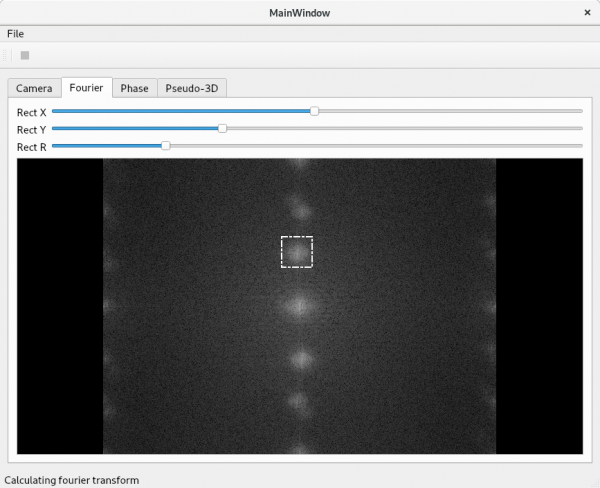 MainWindow
File
Camera Fourier Phase Pseudo-3D
Rect X
Rect Y
Rect R
Calculating fourier transform